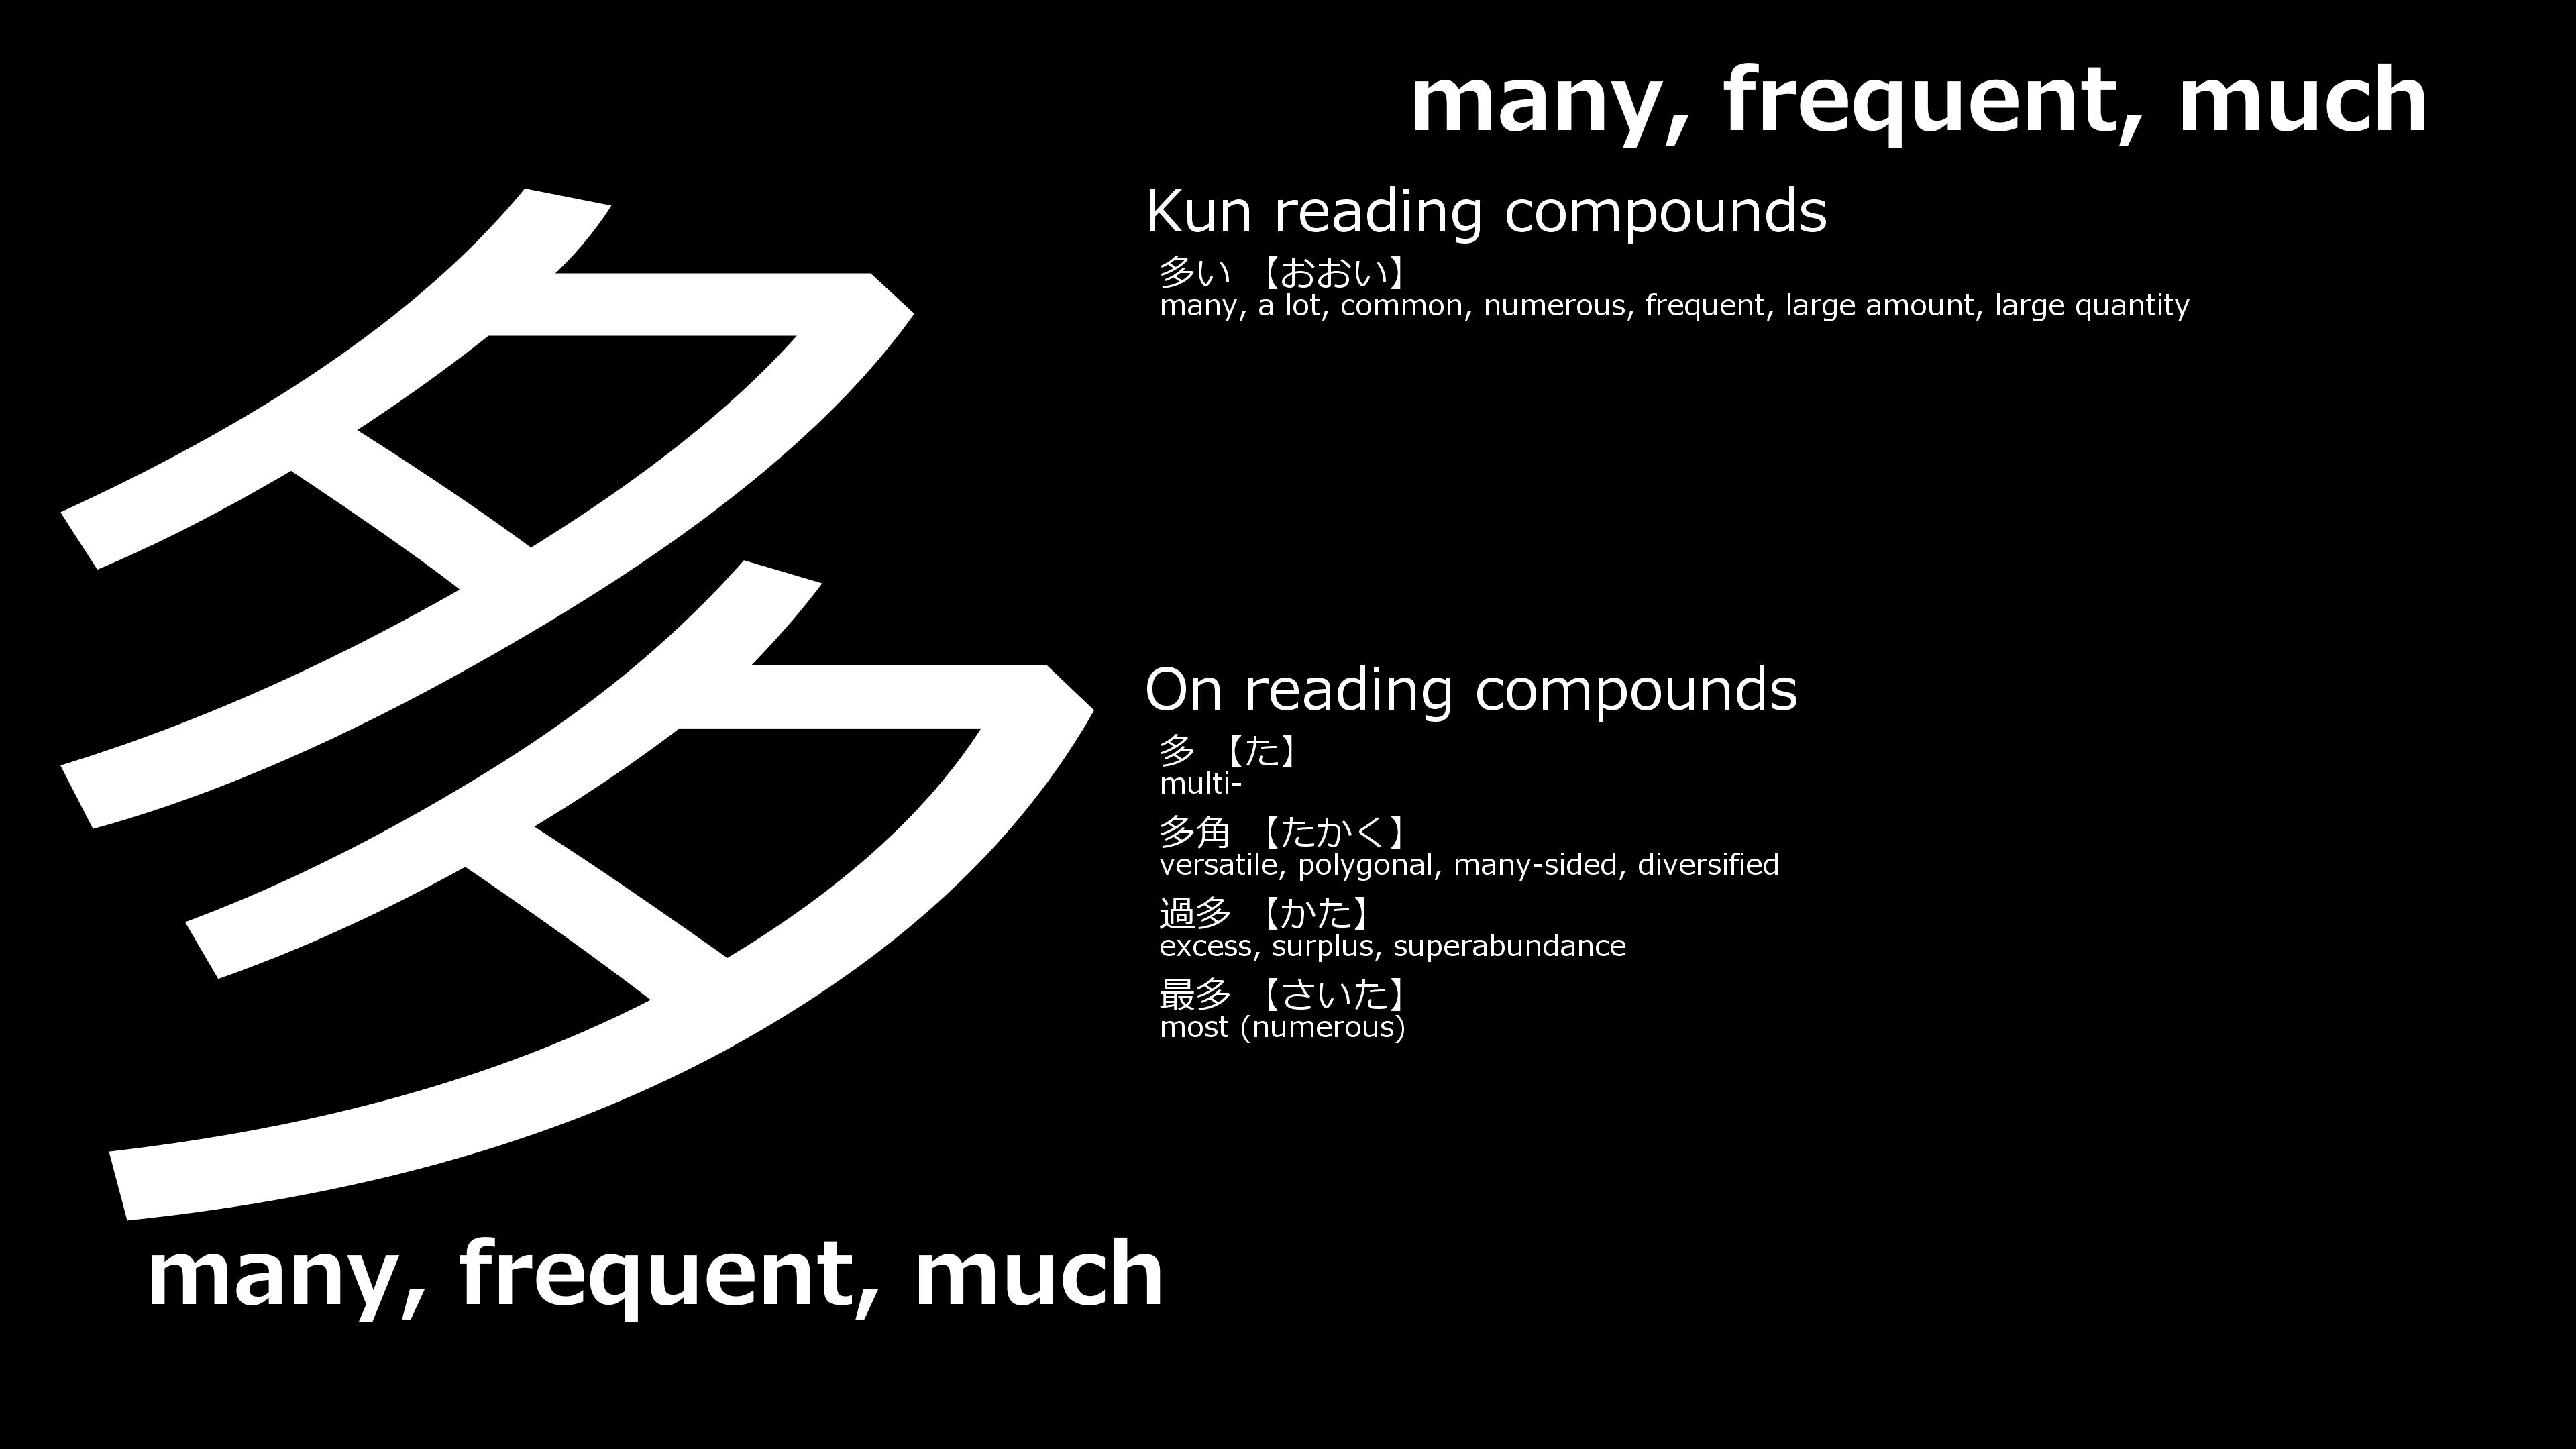 多
many, frequent, much
many, frequent, much
Kun reading compounds
多い 【おおい】
many, a lot, common, numerous, frequent, large amount, large quantity
On reading compounds
多 【た】
multi-
多角 【たかく】
versatile, polygonal, many-sided, diversified
過多 【かた】
excess, surplus, superabundance
最多 【さいた】
most (numerous)